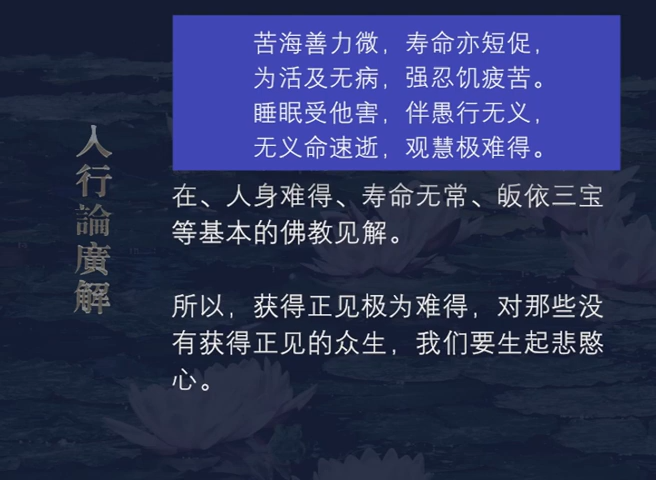 苦海善力微，寿命亦短促，
为活及无病，强忍饥疲苦。
睡眠受他害，伴愚行无义，
无义命速逝，观慧极难得。
入行論廣解
在、人身难得、寿命无常、皈依三宝
等基本的佛教见解。
所以，获得正见极为难得，对那些没
有获得正见的众生，我们要生起悲愍
心。